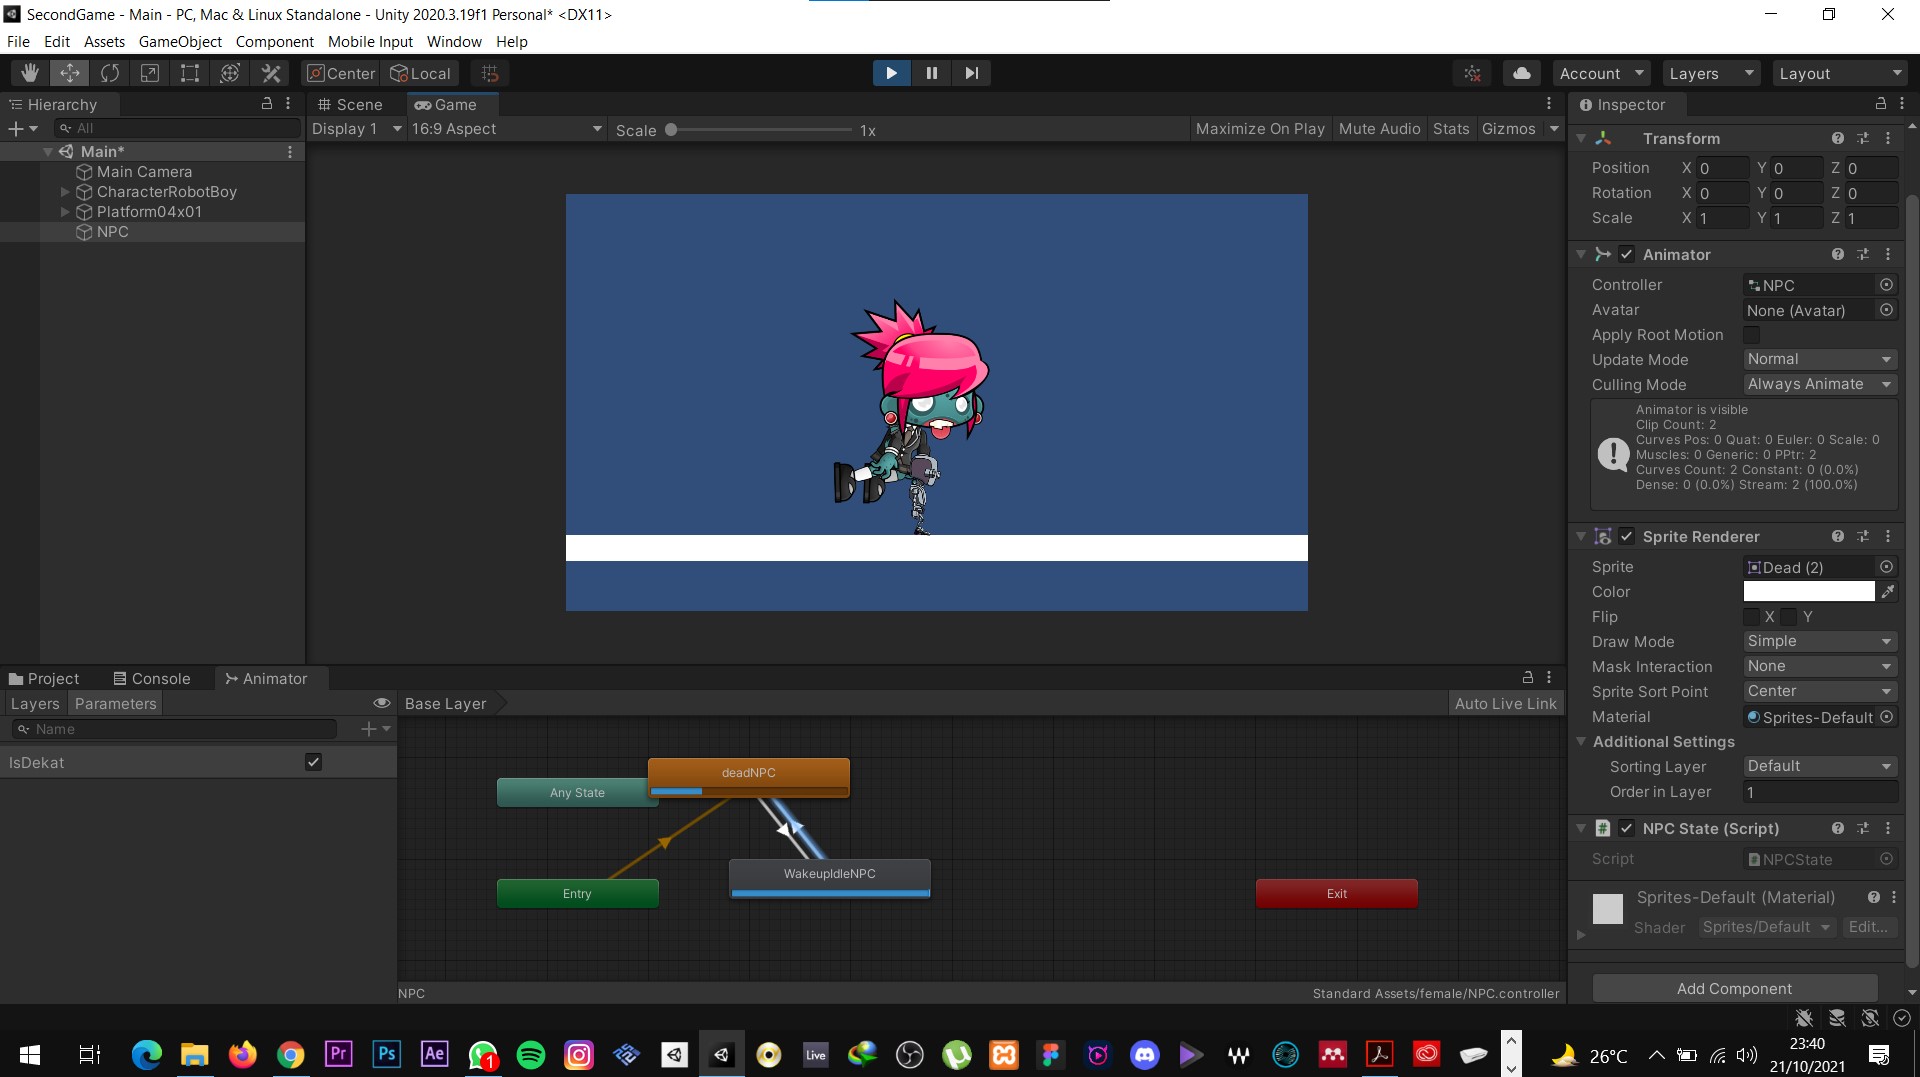 SecondGame - Main - PC, Mac & Linux Standalone - Unity 2020.3.19f1 Personal* <DX11>
File Edit Assets GameObject Component Mobile Input Window Help
Center Local Account Layers Layout
Hierarchy
All
Main*
Main Camera
CharacterRobotBoy
Platform04x01
NPC
Scene Game
Display 1 16:9 Aspect Scale 1x Maximize On Play Mute Audio Stats Gizmos
Inspector
Transform
Position X 0 Y 0 Z 0
Rotation X 0 Y 0 Z 0
Scale X 1 Y 1 Z 1
Animator
Controller NPC
Avatar None (Avatar)
Apply Root Motion
Update Mode Normal
Culling Mode Always Animate
Animator is visible
Clip Count: 2
Curves Pos: 0 Quat: 0 Euler: 0 Scale: 0
Muscles: 0 Generic: 0 PPtr: 2
Curves Count: 2 Constant: 0 (0.0%)
Dense: 0 (0.0%) Stream: 2 (100.0%)
Sprite Renderer
Sprite Dead (2)
Color
Flip X Y
Draw Mode Simple
Mask Interaction None
Sprite Sort Point Center
Material Sprites-Default
Additional Settings
Sorting Layer Default
Order in Layer 1
NPC State (Script)
Script NPCState
Sprites-Default (Material)
Shader Sprites/Default Edit...
Add Component
Project Console Animator
Layers Parameters Base Layer Auto Live Link
Name
IsDekat
deadNPC
Any State
WakeupIdleNPC
Entry
Exit
NPC Standard Assets/female/NPC.controller
Pr Ps Ae 1 Live
26°C
23:40
21/10/2021